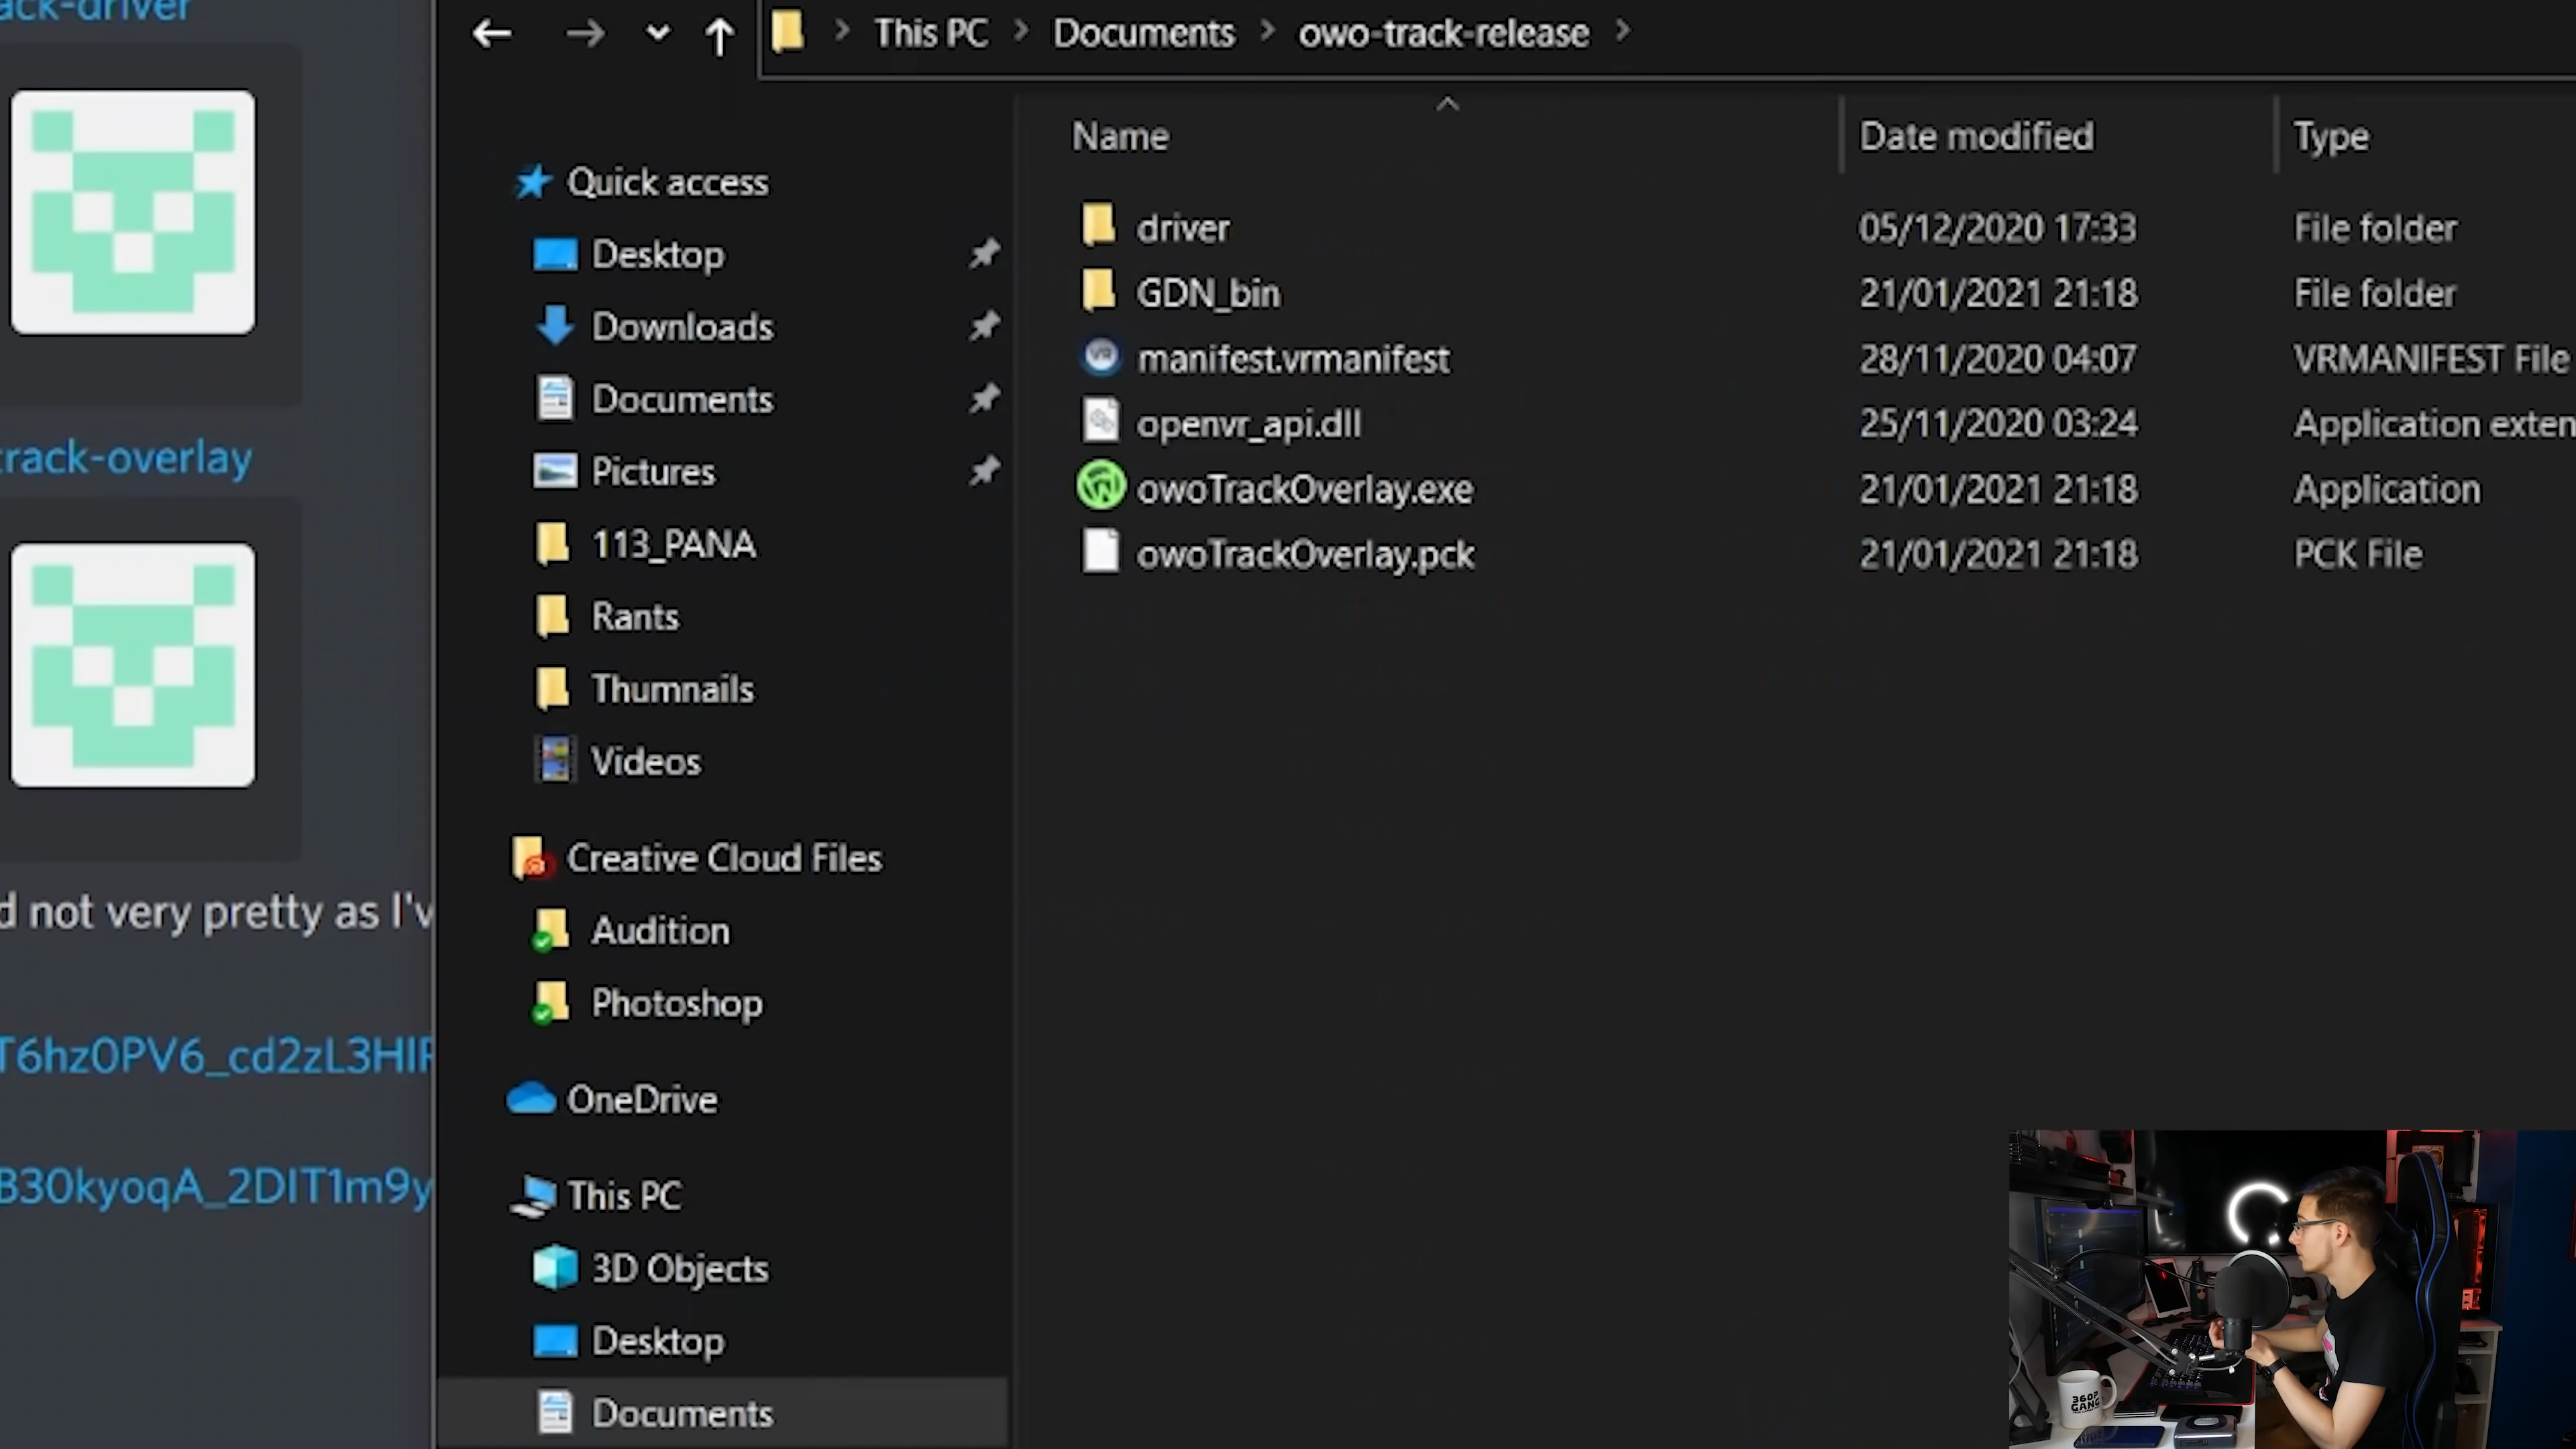 ack-driver
track-overlay
d not very pretty as I'v
T6hz0PV6_cd2zL3HIF
B30kyoqA_2DIT1m9y
This PC > Documents > owo-track-release >
Quick access
Desktop
Downloads
Documents
Pictures
113_PANA
Rants
Thumnails
Videos
Creative Cloud Files
Audition
Photoshop
OneDrive
This PC
3D Objects
Desktop
Documents
Name Date modified Type
driver 05/12/2020 17:33 File folder
GDN_bin 21/01/2021 21:18 File folder
manifest.vrmanifest 28/11/2020 04:07 VRMANIFEST File
openvr_api.dll 25/11/2020 03:24 Application exten
owoTrackOverlay.exe 21/01/2021 21:18 Application
owoTrackOverlay.pck 21/01/2021 21:18 PCK File
VR
360P
GANG